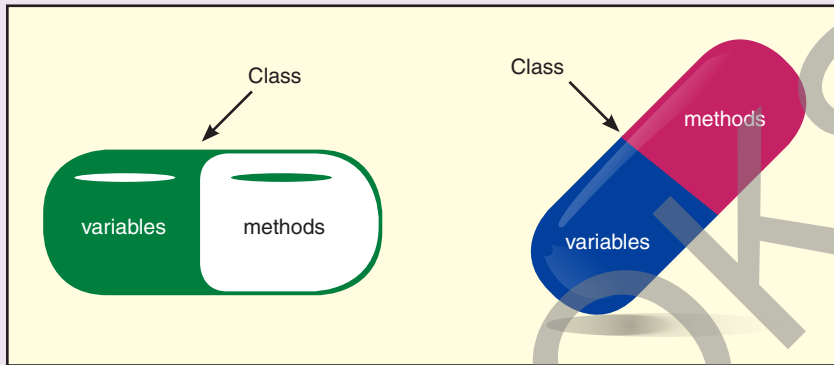 Class
variables
methods
Class
methods
variables